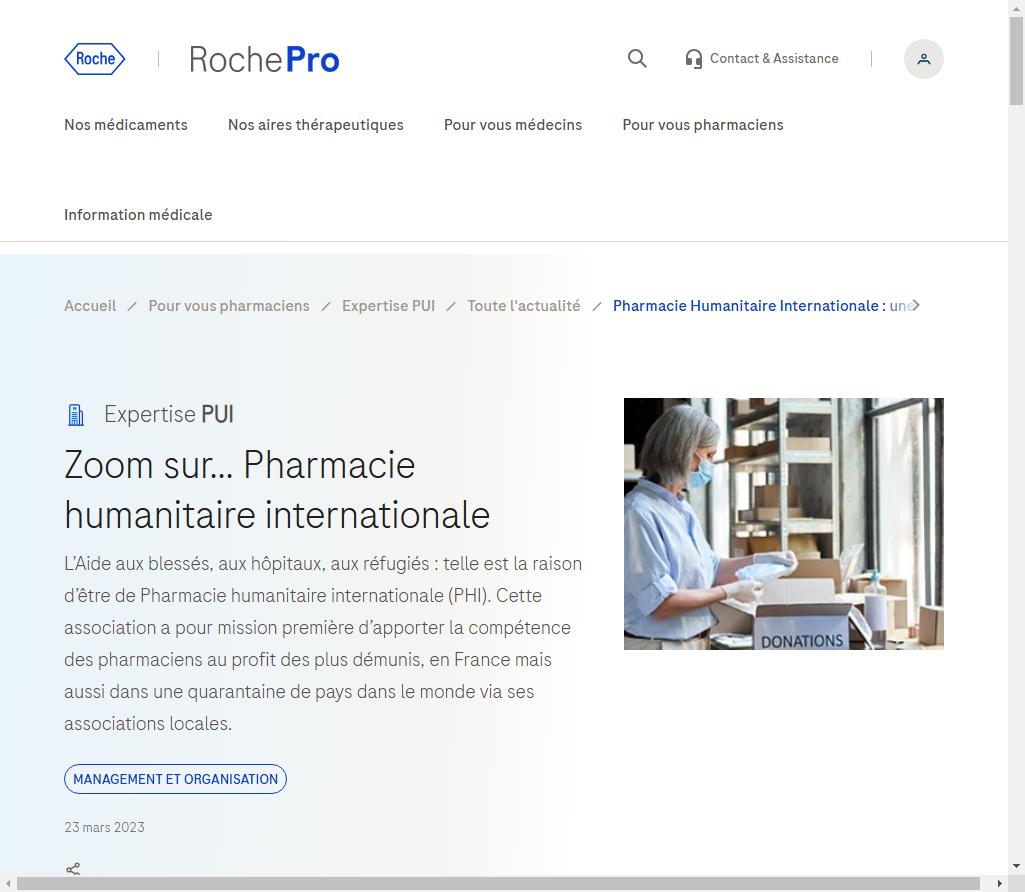 Roche
RochePro
Contact & Assistance
Nos médicaments
Nos aires thérapeutiques
Pour vous médecins
Pour vous pharmaciens
Information médicale
Accueil / Pour vous pharmaciens / Expertise PUI / Toute l'actualité / Pharmacie Humanitaire Internationale : une
Expertise PUI
Zoom sur... Pharmacie
humanitaire internationale
L’Aide aux blessés, aux hôpitaux, aux réfugiés : telle est la raison
d’être de Pharmacie humanitaire internationale (PHI). Cette
association a pour mission première d’apporter la compétence
des pharmaciens au profit des plus démunis, en France mais
aussi dans une quarantaine de pays dans le monde via ses
associations locales.
DONATIONS
MANAGEMENT ET ORGANISATION
23 mars 2023